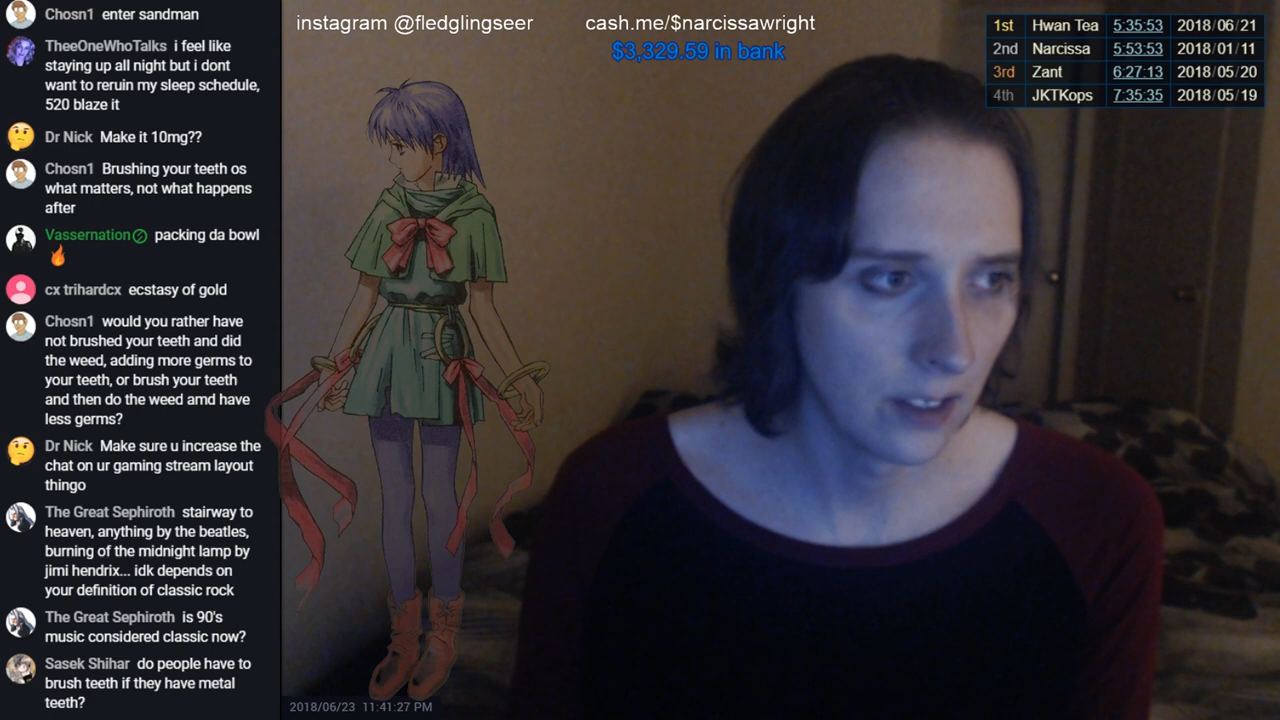 Chosn1 enter sandman
TheeOneWhoTalks i feel like
staying up all night but i dont
want to reruin my sleep schedule,
520 blaze it
Dr Nick Make it 10mg??
Chosn1 Brushing your teeth os
what matters, not what happens
after
Vassernation packing da bowl
🔥
cx trihardcx ecstasy of gold
Chosn1 would you rather have
not brushed your teeth and did
the weed, adding more germs to
your teeth, or brush your teeth
and then do the weed amd have
less germs?
Dr Nick Make sure u increase the
chat on ur gaming stream layout
thingo
The Great Sephiroth stairway to
heaven, anything by the beatles,
burning of the midnight lamp by
jimi hendrix... idk depends on
your definition of classic rock
The Great Sephiroth is 90's
music considered classic now?
Sasek Shihar do people have to
brush teeth if they have metal
teeth?
instagram @fledglingseer
cash.me/$narcissawright
$3,329.59 in bank
1st Hwan Tea 5:35:53 2018/06/21
2nd Narcissa 5:53:53 2018/01/11
3rd Zant 6:27:13 2018/05/20
4th JKTKops 7:35:35 2018/05/19
2018/06/23 11:41:27 PM